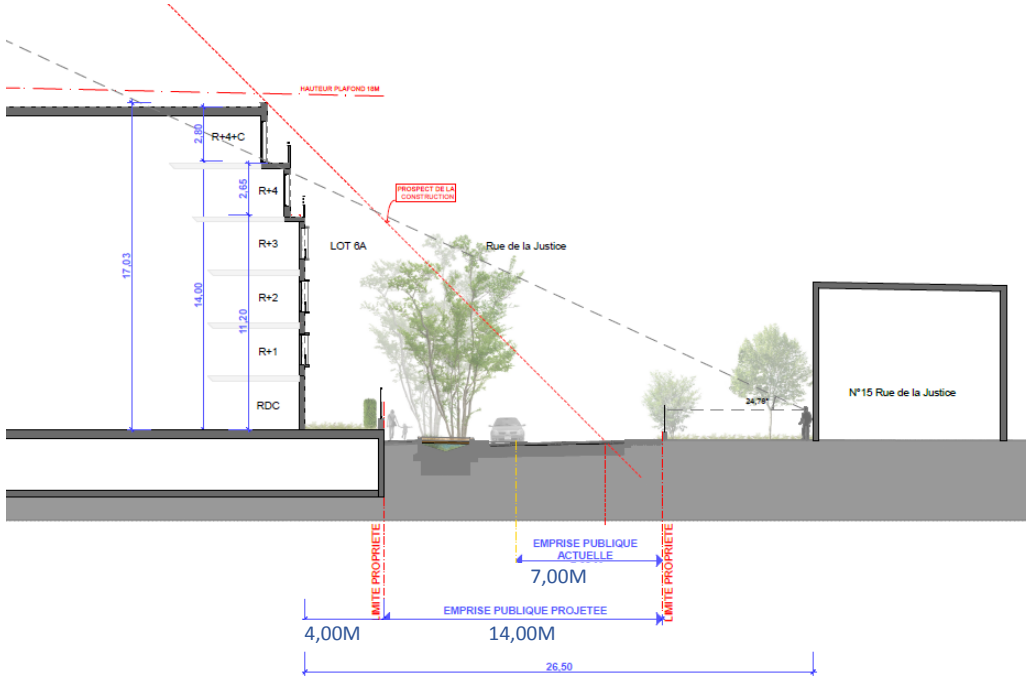 HAUTEUR PLAFOND 18M
R+4+C
2,80
PROSPECT DE LA
CONSTRUCTION
R+4
2,65
R+3
LOT 6A
Rue de la Justice
17,03
14,00
11,20
R+2
R+1
RDC
24,78°
N°15 Rue de la Justice
LIMITE PROPRIETE
EMPRISE PUBLIQUE
ACTUELLE
7,00M
LIMITE PROPRIETE
EMPRISE PUBLIQUE PROJETEE
4,00M
14,00M
26,50